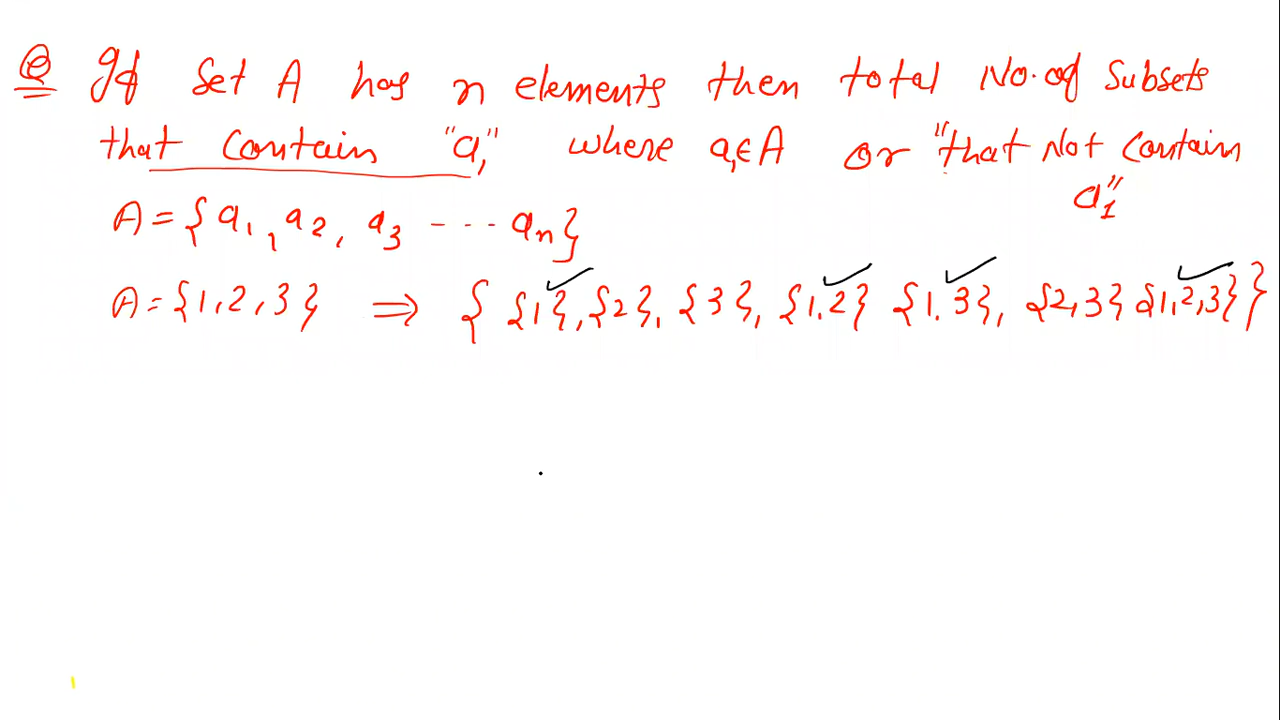 Q If Set A has n elements then total No. of Subsets
that contain "a₁" where a₁∈A or "that Not contain
a₁"
A = {a₁, a₂, a₃ ---... aₙ}
A = {1, 2, 3} ⇒ { {1}, {2}, {3}, {1,2} {1,3}, {2,3} {1,2,3} }